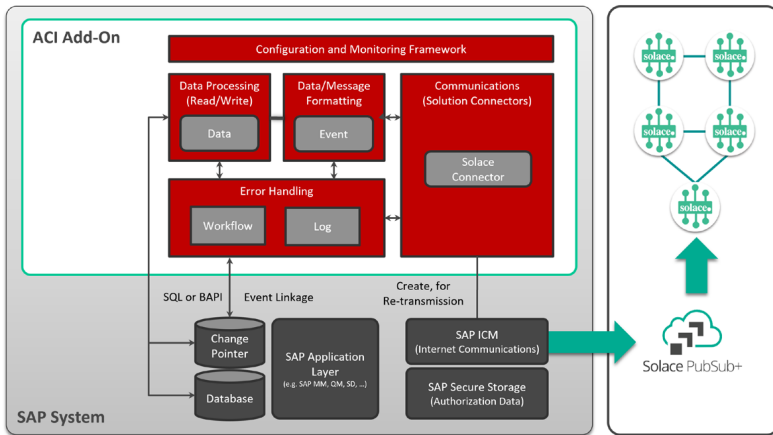 ACI Add-On
Configuration and Monitoring Framework
Data Processing
(Read/Write)
Data
Data/Message
Formatting
Event
Communications
(Solution Connectors)
Solace
Connector
Error Handling
Workflow
Log
SQL or BAPI
Event Linkage
Create, for
Re-transmission
Change
Pointer
Database
SAP Application
Layer
(e.g. SAP MM, QM, SD, ...)
SAP ICM
(Internet Communications)
SAP Secure Storage
(Authorization Data)
SAP System
solace.
solace.
solace.
solace.
solace.
Solace PubSub+